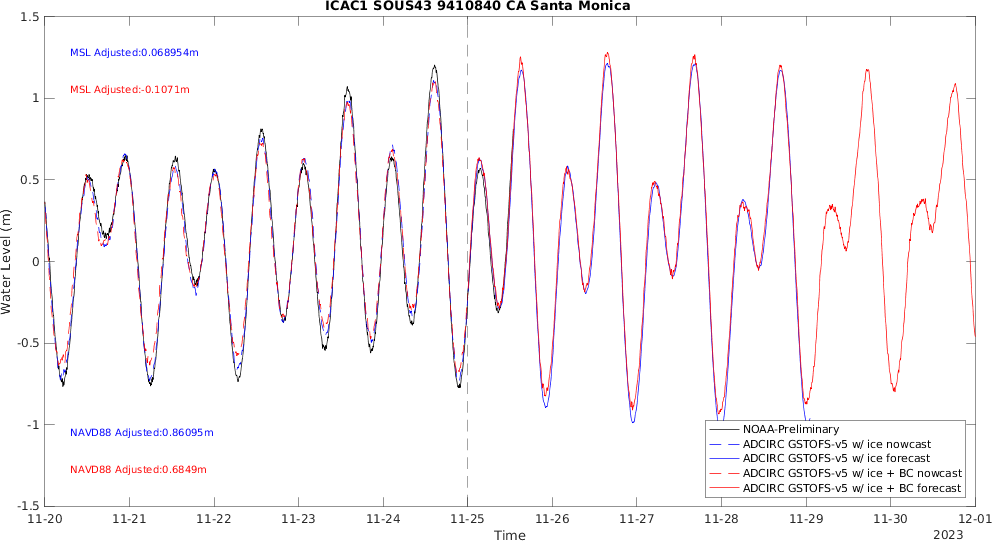 ICAC1 SOUS43 9410840 CA Santa Monica
1.5
1
0.5
0
-0.5
-1
-1.5
Water Level (m)
MSL Adjusted:0.068954m
MSL Adjusted:-0.1071m
NAVD88 Adjusted:0.86095m
NAVD88 Adjusted:0.6849m
NOAA-Preliminary
ADCIRC GSTOFS-v5 w/ ice nowcast
ADCIRC GSTOFS-v5 w/ ice forecast
ADCIRC GSTOFS-v5 w/ ice + BC nowcast
ADCIRC GSTOFS-v5 w/ ice + BC forecast
11-20 11-21 11-22 11-23 11-24 11-25 11-26 11-27 11-28 11-29 11-30 12-01
Time
2023